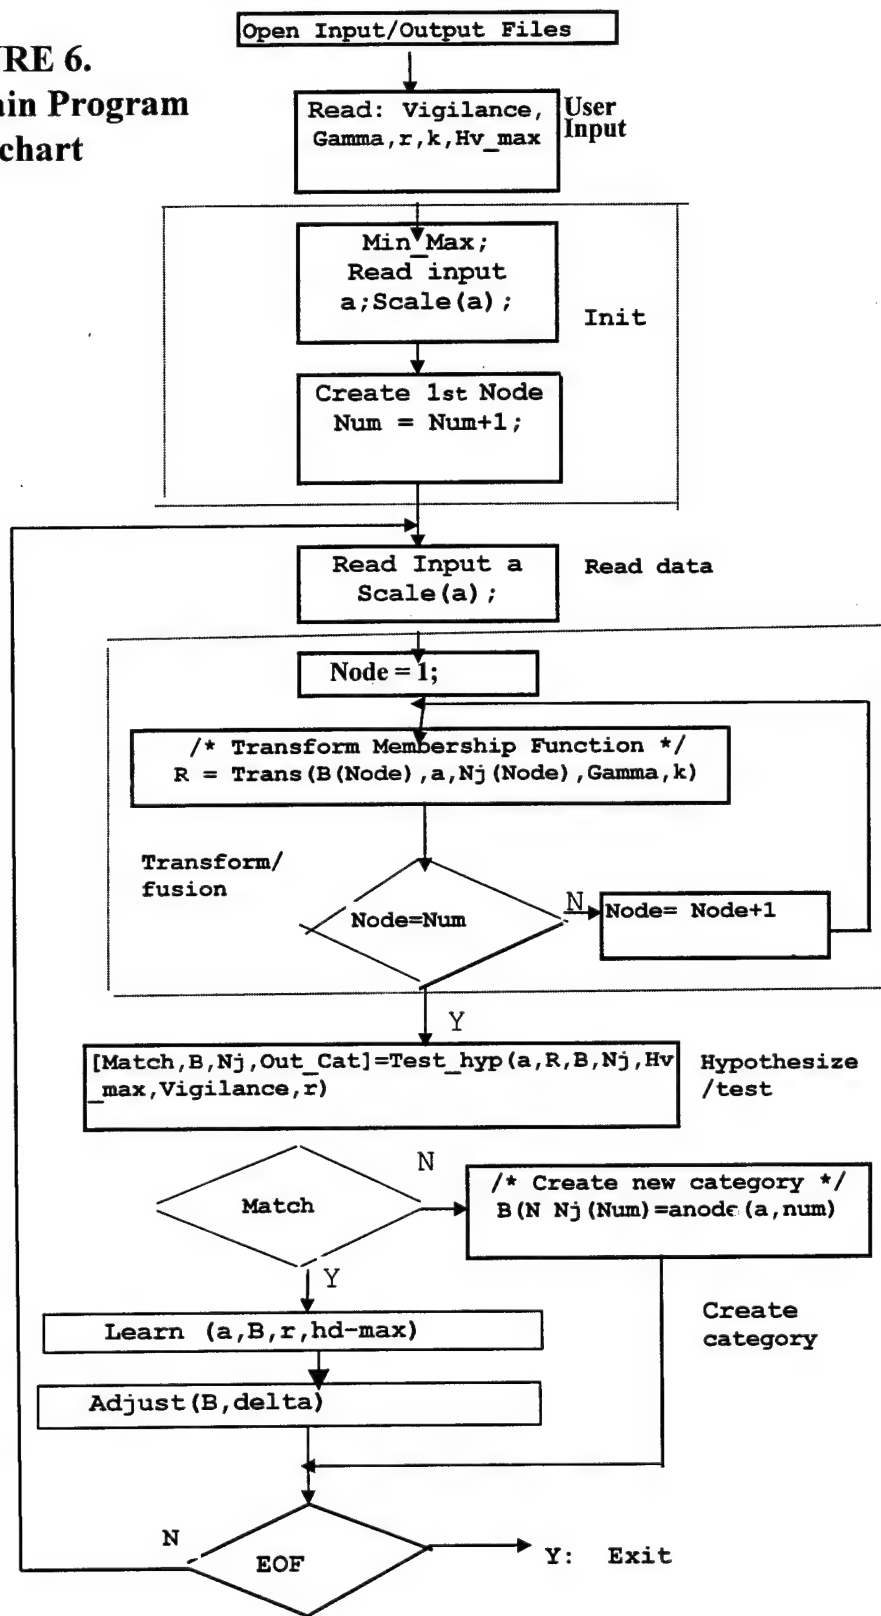 Open Input/Output Files
RE 6.
in Program
chart
Read: Vigilance,
Gamma,r,k,Hv_max
User
Input
Min_Max;
Read input
a;Scale(a);
Init
Create 1st Node
Num = Num+1;
Read Input a
Scale(a);
Read data
Node = 1;
/* Transform Membership Function */
R = Trans(B(Node),a,Nj(Node),Gamma,k)
Transform/
fusion
Node=Num
N
Node= Node+1
Y
[Match,B,Nj,Out_Cat]=Test_hyp(a,R,B,Nj,Hv
_max,Vigilance,r)
Hypothesize
/test
Match
N
/* Create new category */
B(N Nj(Num)=anode(a,num)
Y
Learn (a,B,r,hd-max)
Create
category
Adjust(B,delta)
N
EOF
Y: Exit